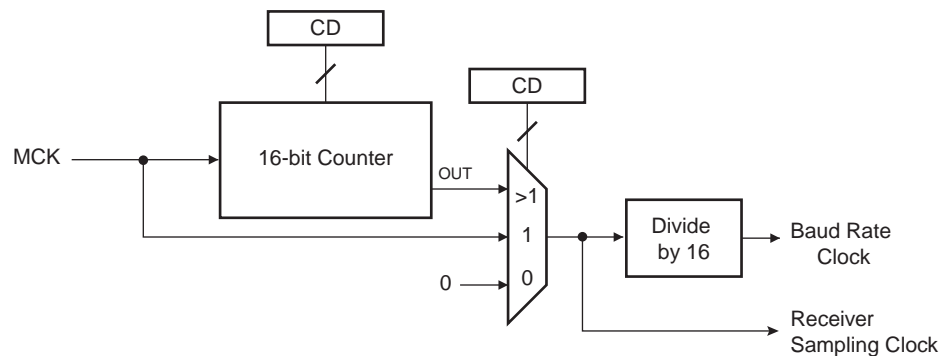 CD
CD
MCK
16-bit Counter
OUT
>1
1
0
0
Divide
by 16
Baud Rate
Clock
Receiver
Sampling Clock